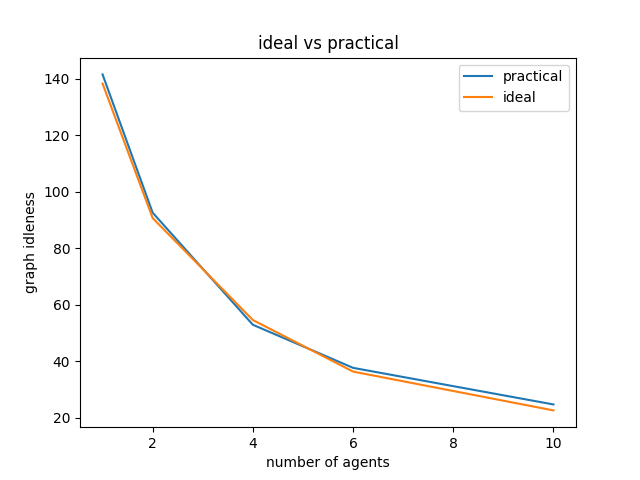 ideal vs practical
practical
ideal
140
120
100
80
60
40
20
graph idleness
2 4 6 8 10
number of agents